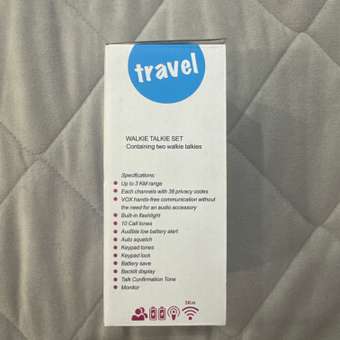 travel
WALKIE TALKIE SET
Containing two walkie talkies
Specifications:
Up to 3 KM range
Each channels with 38 privacy codes
VOX hands-free communication without
the need for an audio accessory
Built-in flashlight
10 Call tones
Audible low battery alert
Auto squelch
Keypad tones
Keypad lock
Battery save
Backlit display
Talk Confirmation Tone
Monitor
3Km